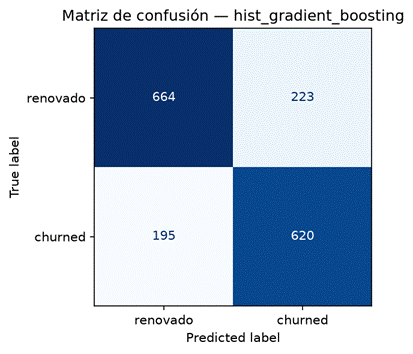 Matriz de confusión — hist_gradient_boosting
True label
renovado
664
223
churned
195
620
renovado
churned
Predicted label